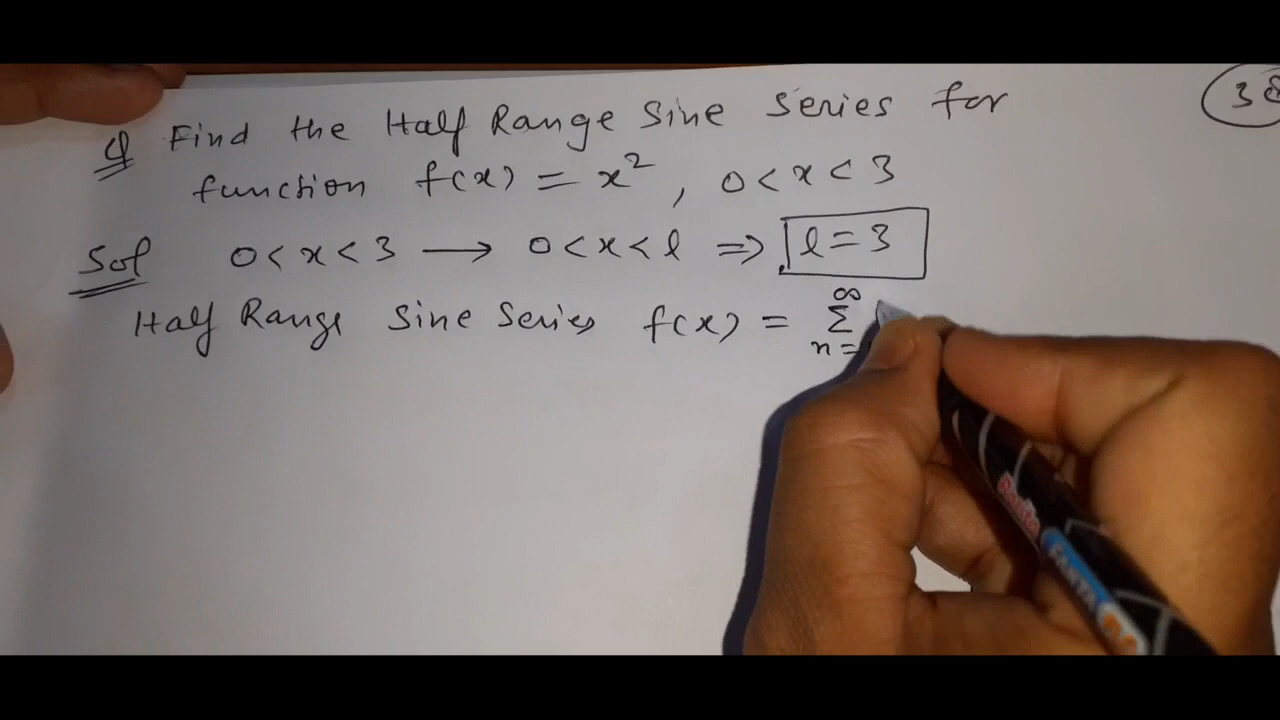 Q Find the Half Range Sine Series for
function f(x) = x², 0<x<3
Sol 0<x<3 → 0<x<l ⇒ l=3
Half Range Sine Series f(x) = ∞ Σ n=